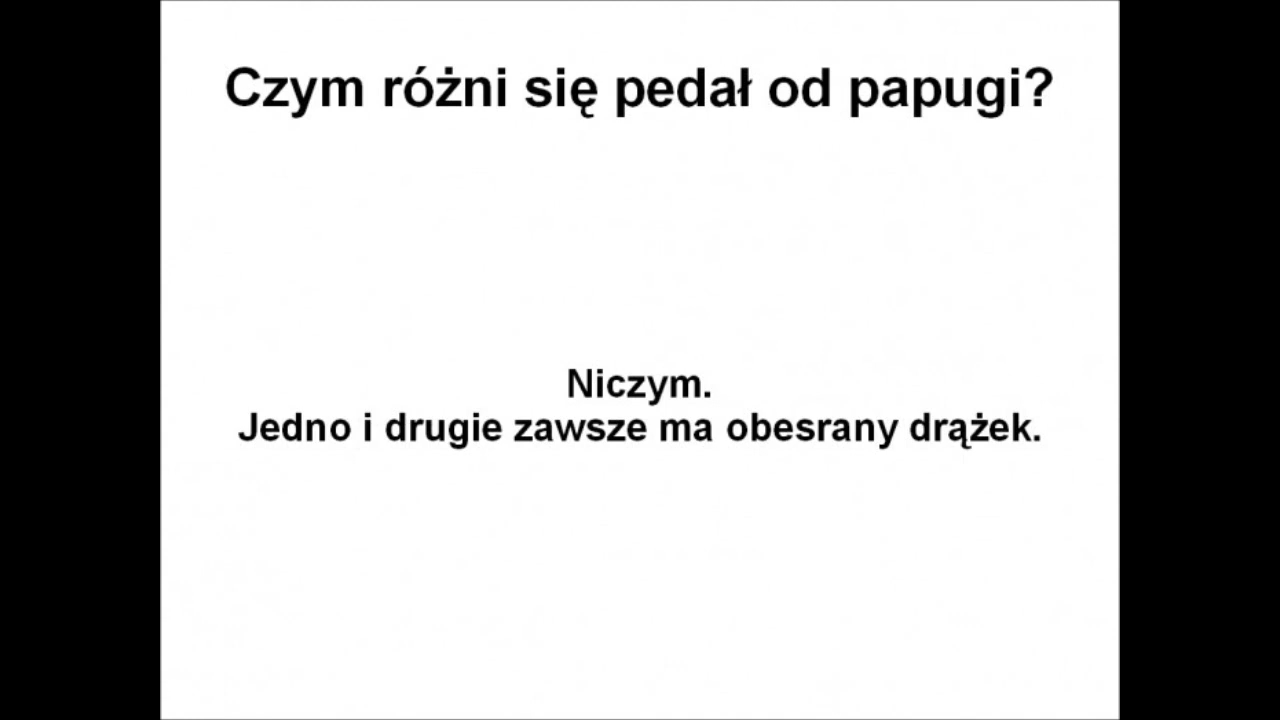 Czym różni się pedał od papugi?
Niczym.
Jedno i drugie zawsze ma obesrany drążek.